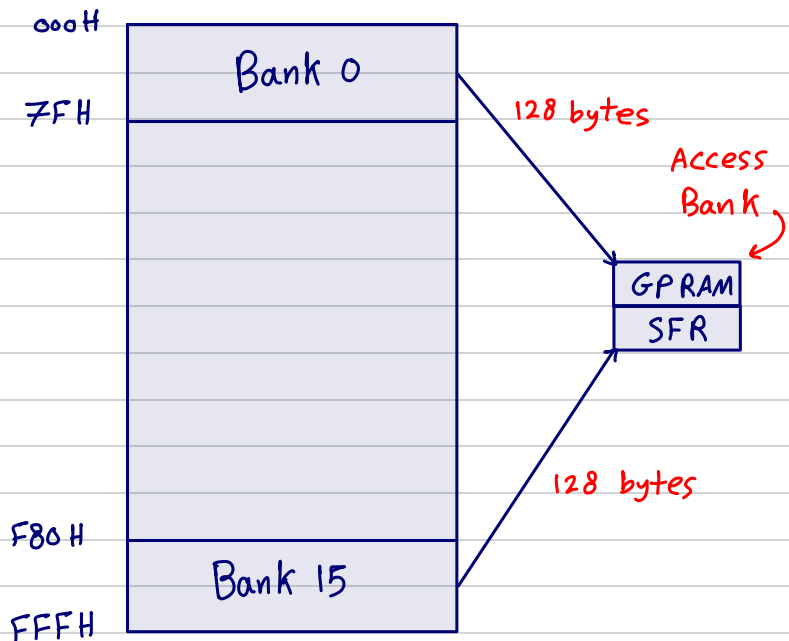 000H
Bank 0
7FH
128 bytes
Access
Bank
GPRAM
SFR
128 bytes
F80H
Bank 15
FFFH